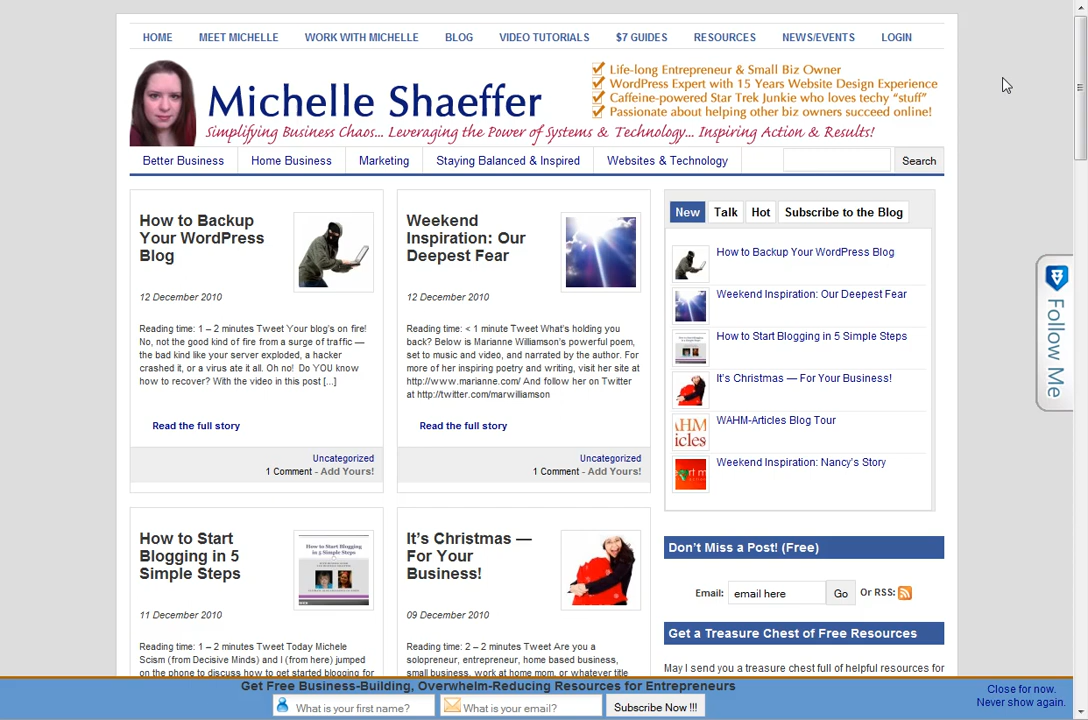 HOME MEET MICHELLE WORK WITH MICHELLE BLOG VIDEO TUTORIALS $7 GUIDES RESOURCES NEWS/EVENTS LOGIN
Michelle Shaeffer
Simplifying Business Chaos... Leveraging the Power of Systems & Technology... Inspiring Action & Results!
Life-long Entrepreneur & Small Biz Owner
WordPress Expert with 15 Years Website Design Experience
Caffeine-powered Star Trek Junkie who loves techy “stuff”
Passionate about helping other biz owners succeed online!
Better Business Home Business Marketing Staying Balanced & Inspired Websites & Technology Search
How to Backup
Your WordPress
Blog
12 December 2010
Reading time: 1 – 2 minutes Tweet Your blog's on fire!
No, not the good kind of fire from a surge of traffic —
the bad kind like your server exploded, a hacker
crashed it, or a virus ate it all. Oh no! Do YOU know
how to recover? With the video in this post [...]
Read the full story
Uncategorized
1 Comment - Add Yours!
Weekend
Inspiration: Our
Deepest Fear
12 December 2010
Reading time: < 1 minute Tweet What's holding you
back? Below is Marianne Williamson's powerful poem,
set to music and video, and narrated by the author. For
more of her inspiring poetry and writing, visit her site at
http://www.marianne.com/ And follow her on Twitter
at http://twitter.com/marwilliamson
Read the full story
Uncategorized
1 Comment - Add Yours!
How to Start
Blogging in 5
Simple Steps
How to Start Blogging
in 5 Simple Steps
11 December 2010
Reading time: 1 – 2 minutes Tweet Today Michele
Scism (from Decisive Minds) and I (from here) jumped
on the phone to discuss how to get started blogging for
It's Christmas —
For Your
Business!
09 December 2010
Reading time: 2 – 2 minutes Tweet Are you a
solopreneur, entrepreneur, home based business,
small business, work at home mom, or whatever title
New Talk Hot Subscribe to the Blog
How to Backup Your WordPress Blog
Weekend Inspiration: Our Deepest Fear
How to Start Blogging in 5 Simple Steps
It's Christmas — For Your Business!
WAHM-Articles Blog Tour
Weekend Inspiration: Nancy's Story
Don't Miss a Post! (Free)
Email: email here Go Or RSS:
Get a Treasure Chest of Free Resources
May I send you a treasure chest full of helpful resources for
Follow Me
Get Free Business-Building, Overwhelm-Reducing Resources for Entrepreneurs
What is your first name? What is your email? Subscribe Now !!!
Close for now.
Never show again.